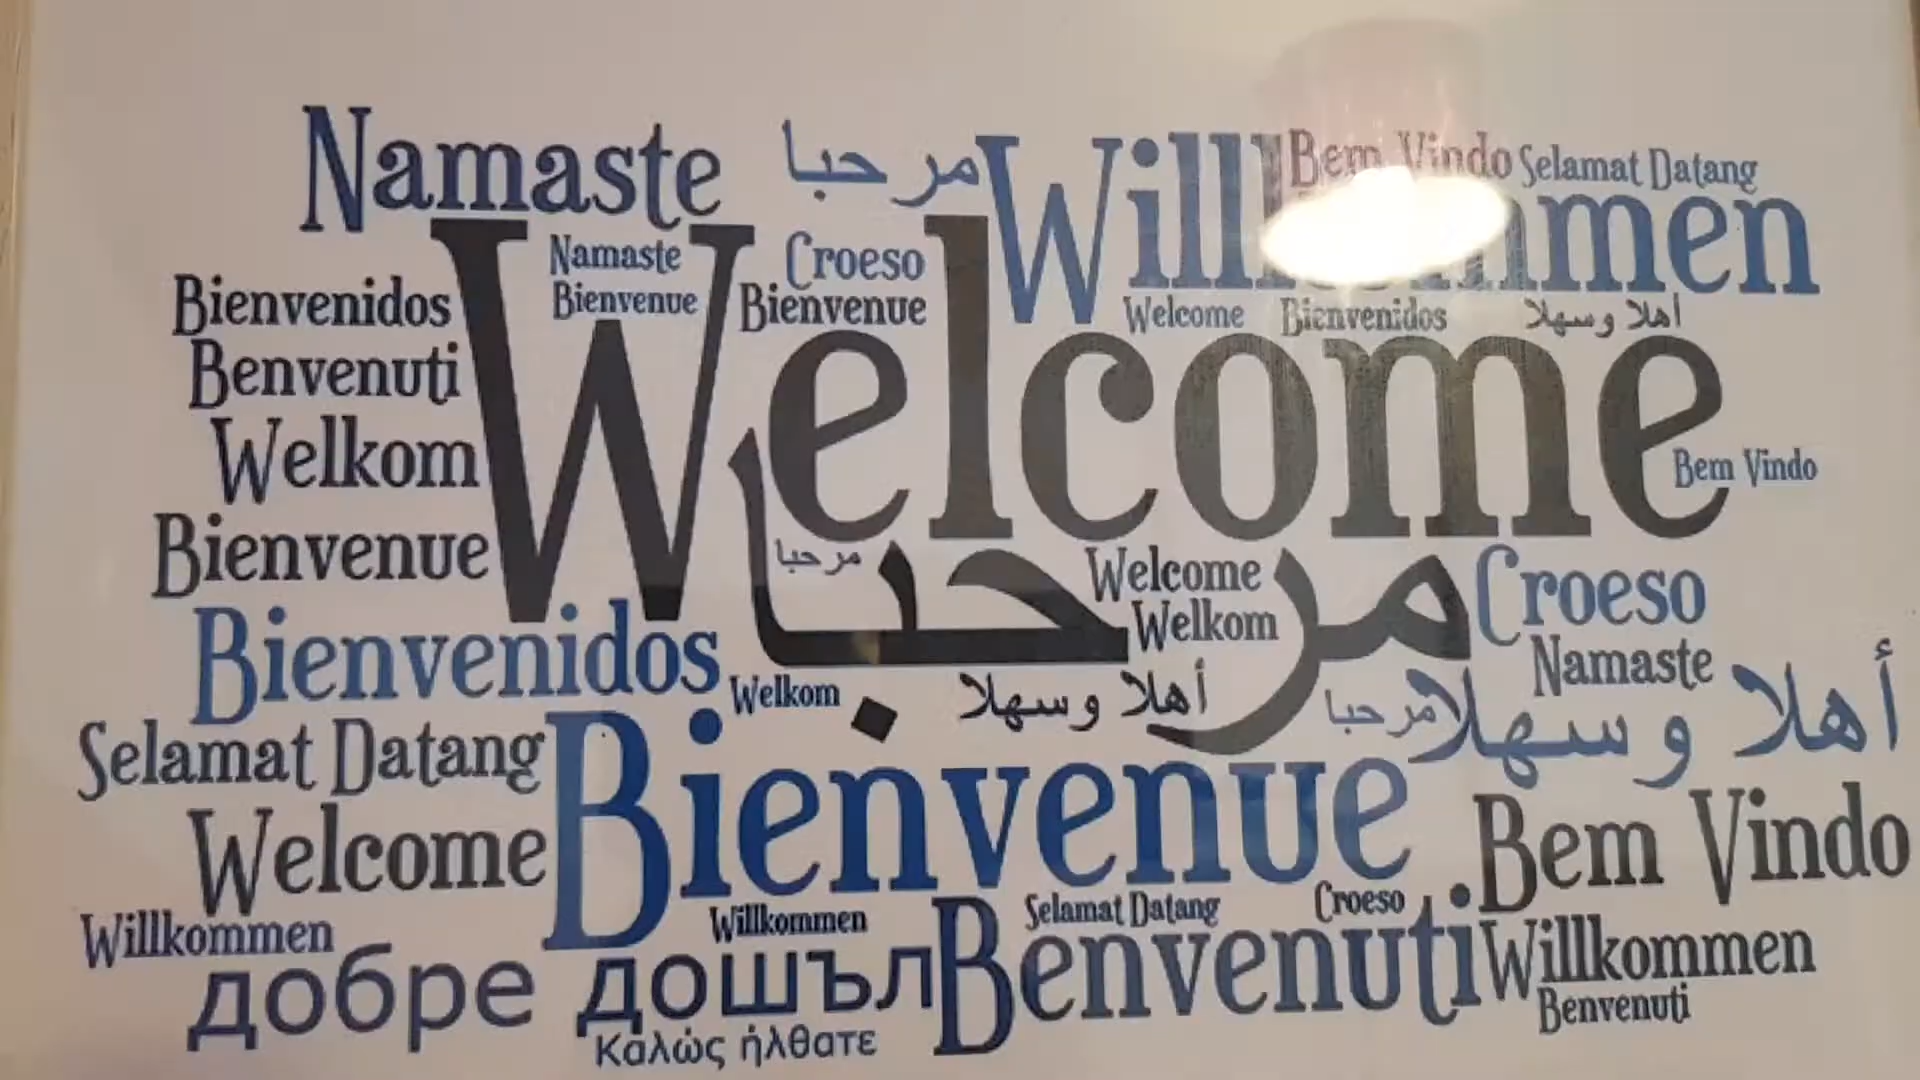 Namaste مرحبا Willkommen Bem Vindo Selamat Datang
Namaste Croeso
Bienvenidos Bienvenue Bienvenue Welcome Bienvenidos أهلا وسهلا
Benvenuti Welcome
Welkom Bem Vindo
Bienvenue مرحبا مرحبا Welcome Croeso
Welkom
Bienvenidos Welkom أهلا وسهلا Namaste
مرحبا أهلا وسهلا
Selamat Datang Bienvenue
Welcome Bem Vindo
Willkommen Willkommen Selamat Datang Croeso
добре дошъл Benvenuti Willkommen
Καλώς ήλθατε Benvenuti